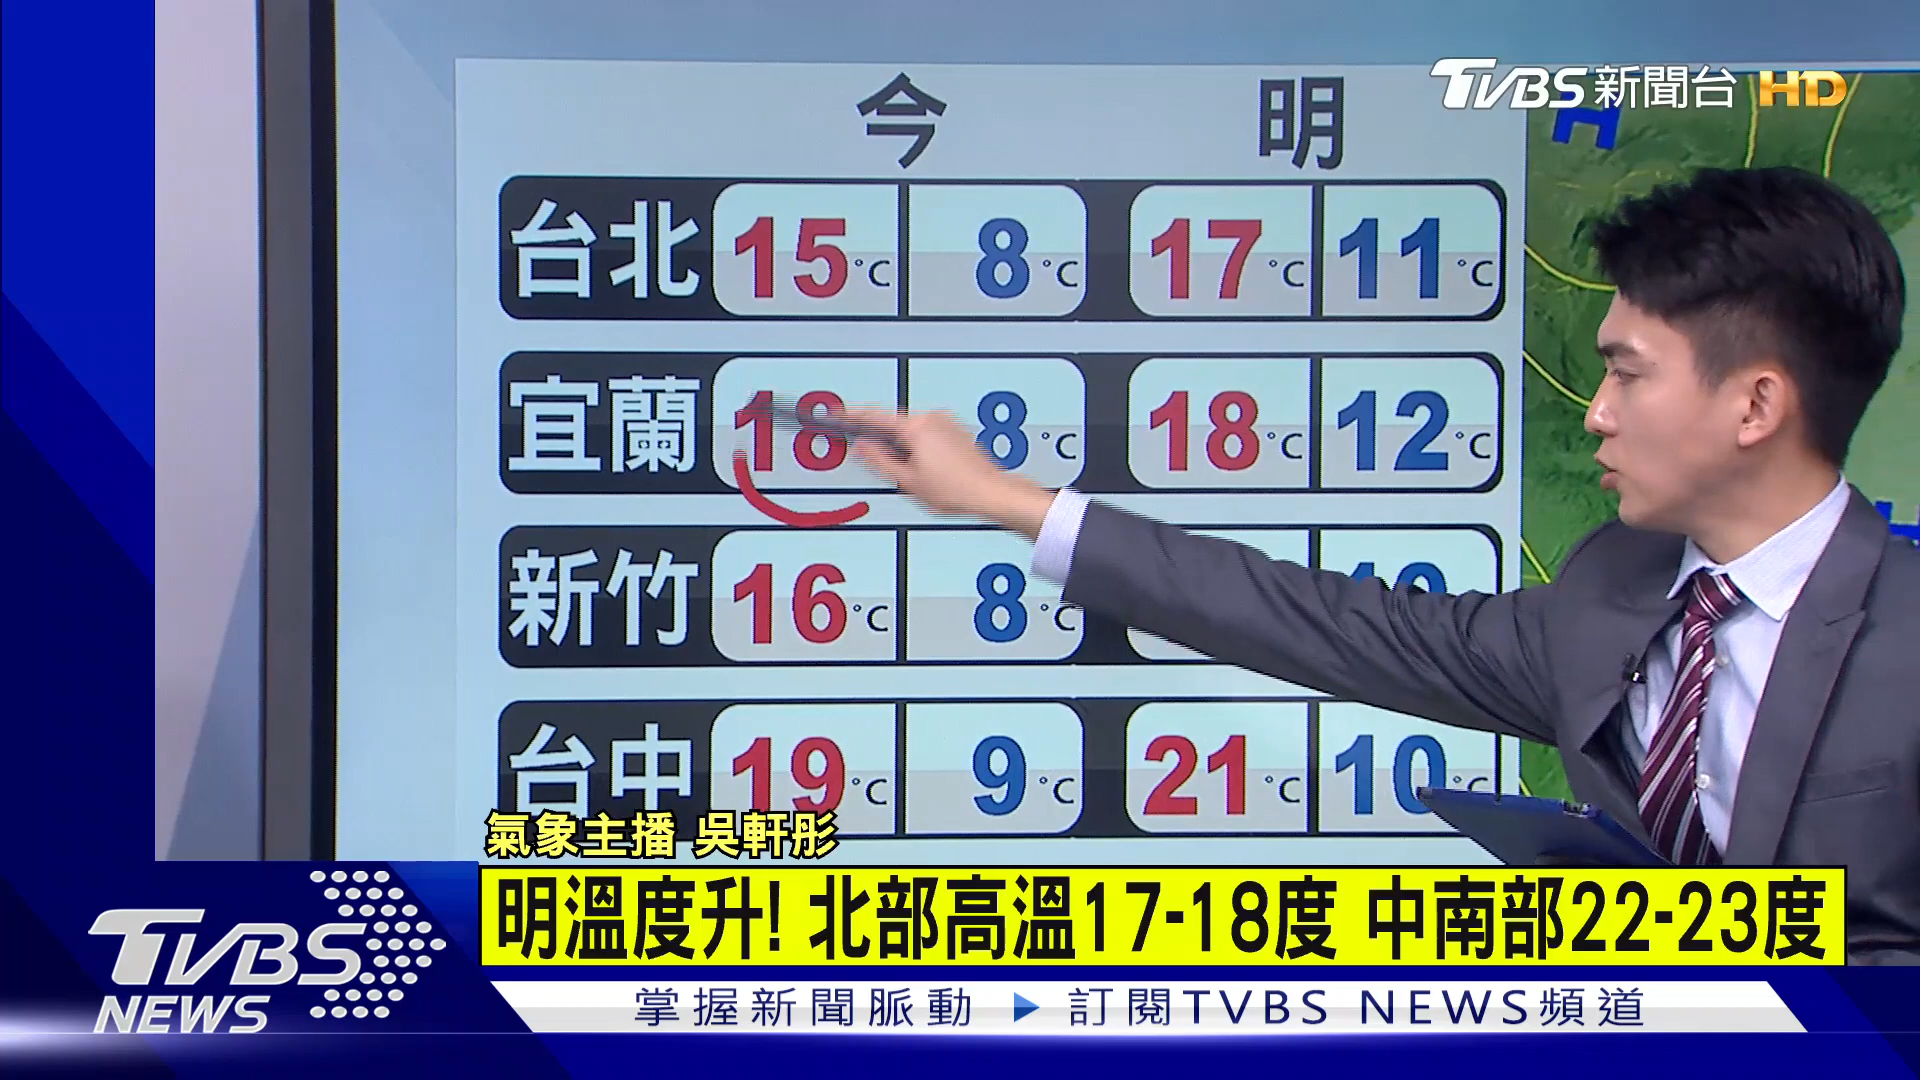 TVBS新聞台 HD
今 明
H
台北 15°C 8°C 17°C 11°C
宜蘭 18 8°C 18°C 12°C
新竹 16°C 8°C
台中 19°C 9°C 21°C 10°C
氣象主播 吳軒彤
明溫度升! 北部高溫17-18度 中南部22-23度
TVBS NEWS
掌握新聞脈動 ▶ 訂閱TVBS NEWS頻道